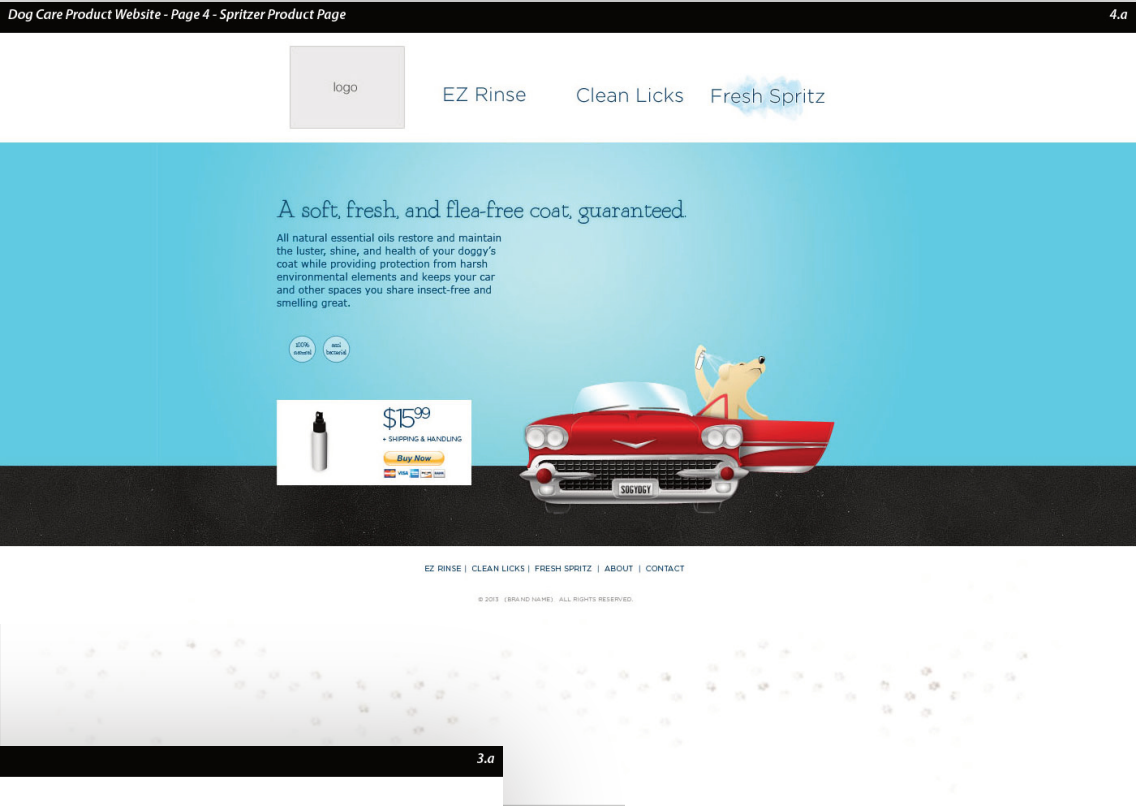 Dog Care Product Website - Page 4 - Spritzer Product Page
4.a
logo
EZ Rinse
Clean Licks
Fresh Spritz
A soft, fresh, and flea-free coat, guaranteed.
All natural essential oils restore and maintain
the luster, shine, and health of your doggy's
coat while providing protection from harsh
environmental elements and keeps your car
and other spaces you share insect-free and
smelling great.
100%
natural
anti
bacterial
$1599
+ SHIPPING & HANDLING
Buy Now
VISA
SOGYDGY
EZ RINSE | CLEAN LICKS | FRESH SPRITZ | ABOUT | CONTACT
© 2013 (BRAND NAME) ALL RIGHTS RESERVED.
3.a